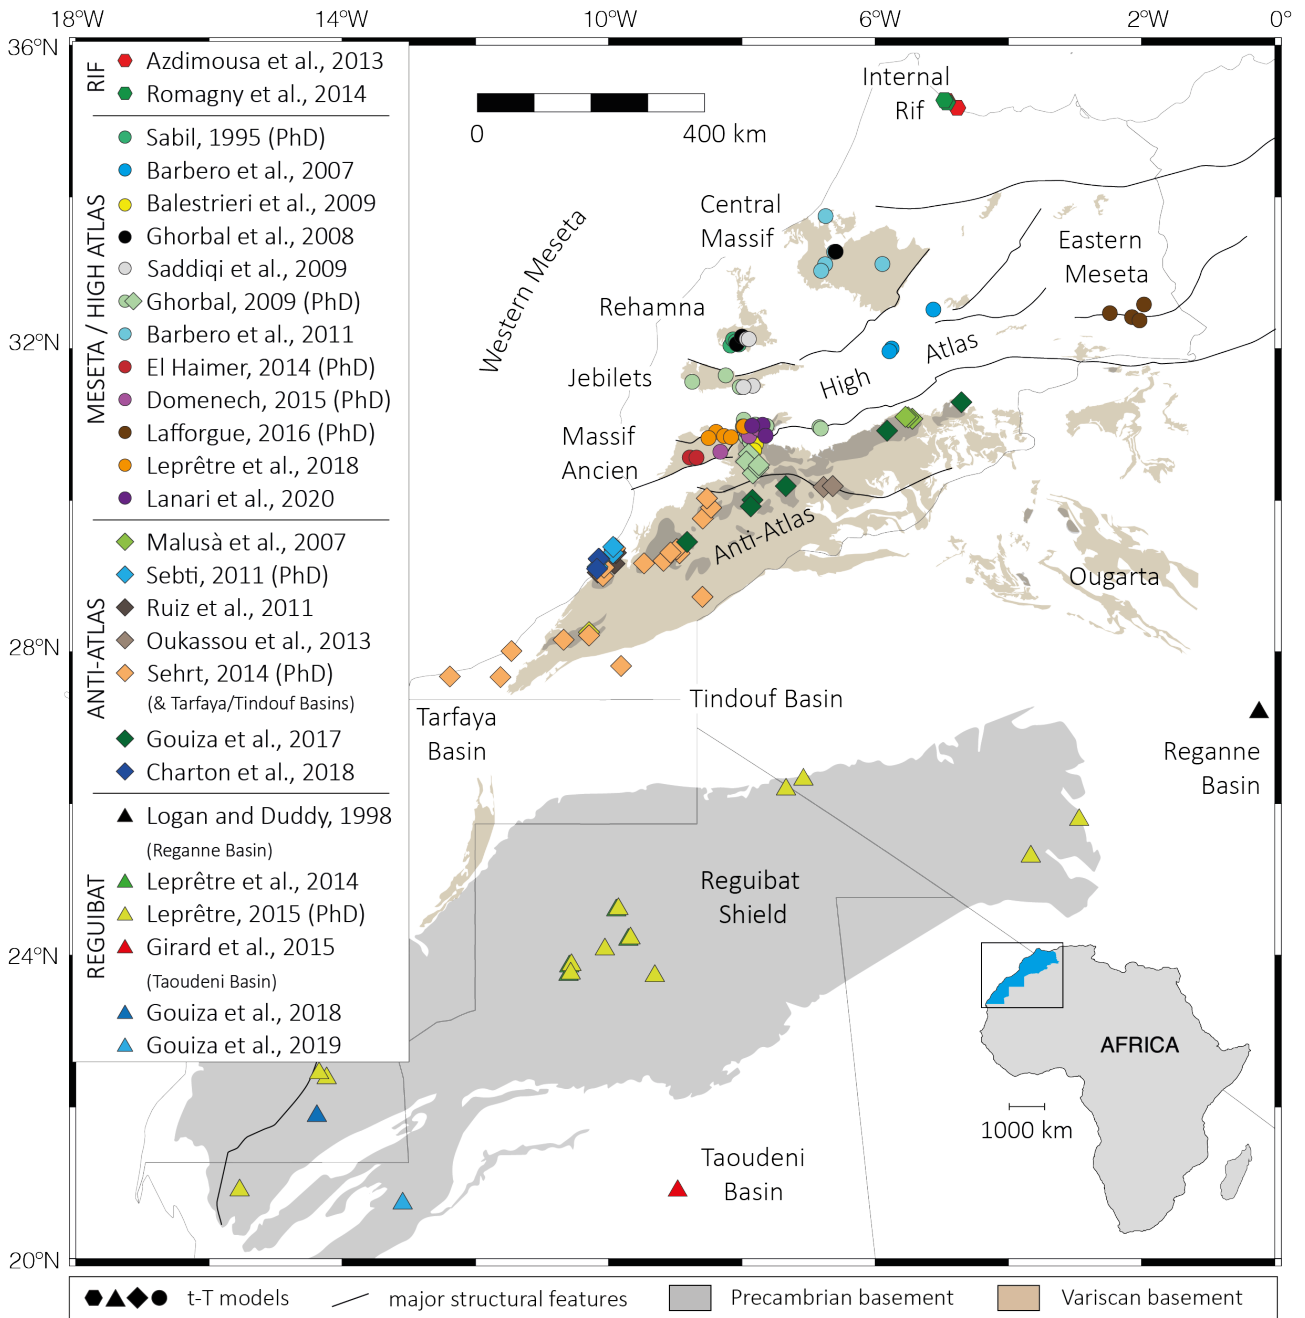 18°W 14°W 10°W 6°W 2°W 0°
36°N
32°N
28°N
24°N
20°N
RIF
Azdimousa et al., 2013
Romagny et al., 2014
MESETA / HIGH ATLAS
Sabil, 1995 (PhD)
Barbero et al., 2007
Balestrieri et al., 2009
Ghorbal et al., 2008
Saddiqi et al., 2009
Ghorbal, 2009 (PhD)
Barbero et al., 2011
El Haimer, 2014 (PhD)
Domenech, 2015 (PhD)
Lafforgue, 2016 (PhD)
Leprêtre et al., 2018
Lanari et al., 2020
ANTI-ATLAS
Malusà et al., 2007
Sebti, 2011 (PhD)
Ruiz et al., 2011
Oukassou et al., 2013
Sehrt, 2014 (PhD)
(& Tarfaya/Tindouf Basins)
Gouiza et al., 2017
Charton et al., 2018
REGUIBAT
Logan and Duddy, 1998
(Reganne Basin)
Leprêtre et al., 2014
Leprêtre, 2015 (PhD)
Girard et al., 2015
(Taoudeni Basin)
Gouiza et al., 2018
Gouiza et al., 2019
0 400 km
Internal
Rif
Central
Massif
Western Meseta
Eastern
Meseta
Rehamna
Jebilets
High Atlas
Massif
Ancien
Anti-Atlas
Ougarta
Tindouf Basin
Tarfaya
Basin
Reganne
Basin
Reguibat
Shield
Taoudeni
Basin
AFRICA
1000 km
t-T models
major structural features
Precambrian basement
Variscan basement